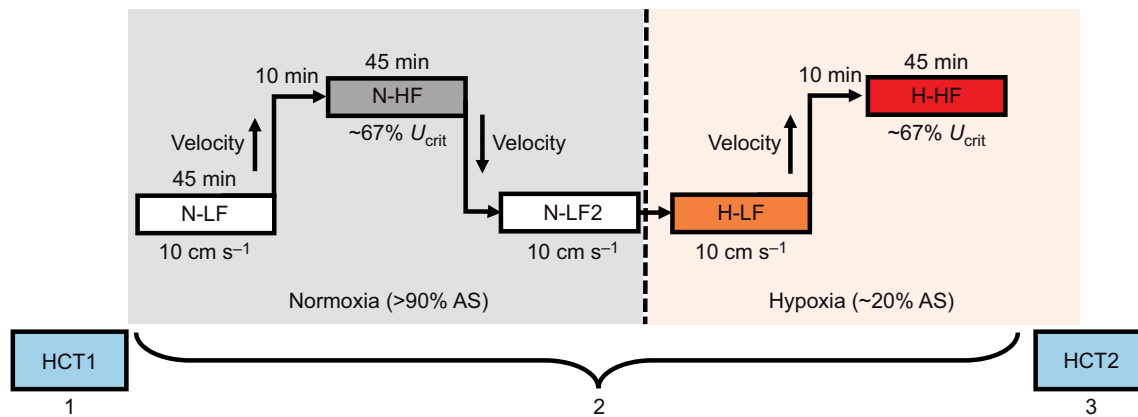 45 min
10 min
N-HF
~67% U_crit
Velocity
Velocity
45 min
N-LF
10 cm s⁻¹
N-LF2
10 cm s⁻¹
Normoxia (>90% AS)
45 min
10 min
H-HF
~67% U_crit
Velocity
H-LF
10 cm s⁻¹
Hypoxia (~20% AS)
HCT1
1
2
HCT2
3